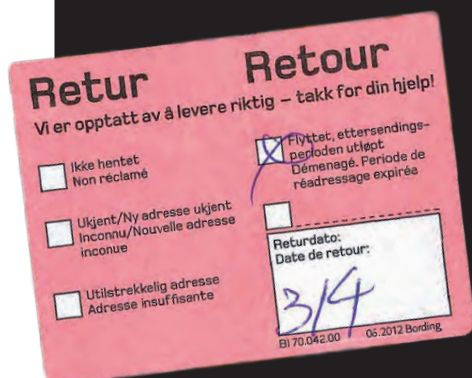 Retur Retour
Vi er opptatt av å levere riktig – takk for din hjelp!
Ikke hentet
Non réclamé
Ukjent/Ny adresse ukjent
Inconnu/Nouvelle adresse
inconue
Utilstrekkelig adresse
Adresse insuffisante
Flyttet, ettersendings-
perioden utløpt
Démenagé. Periode de
réadressage expirée
Returdato:
Date de retour:
3/4
BI 70.042.00 06.2012 Bording